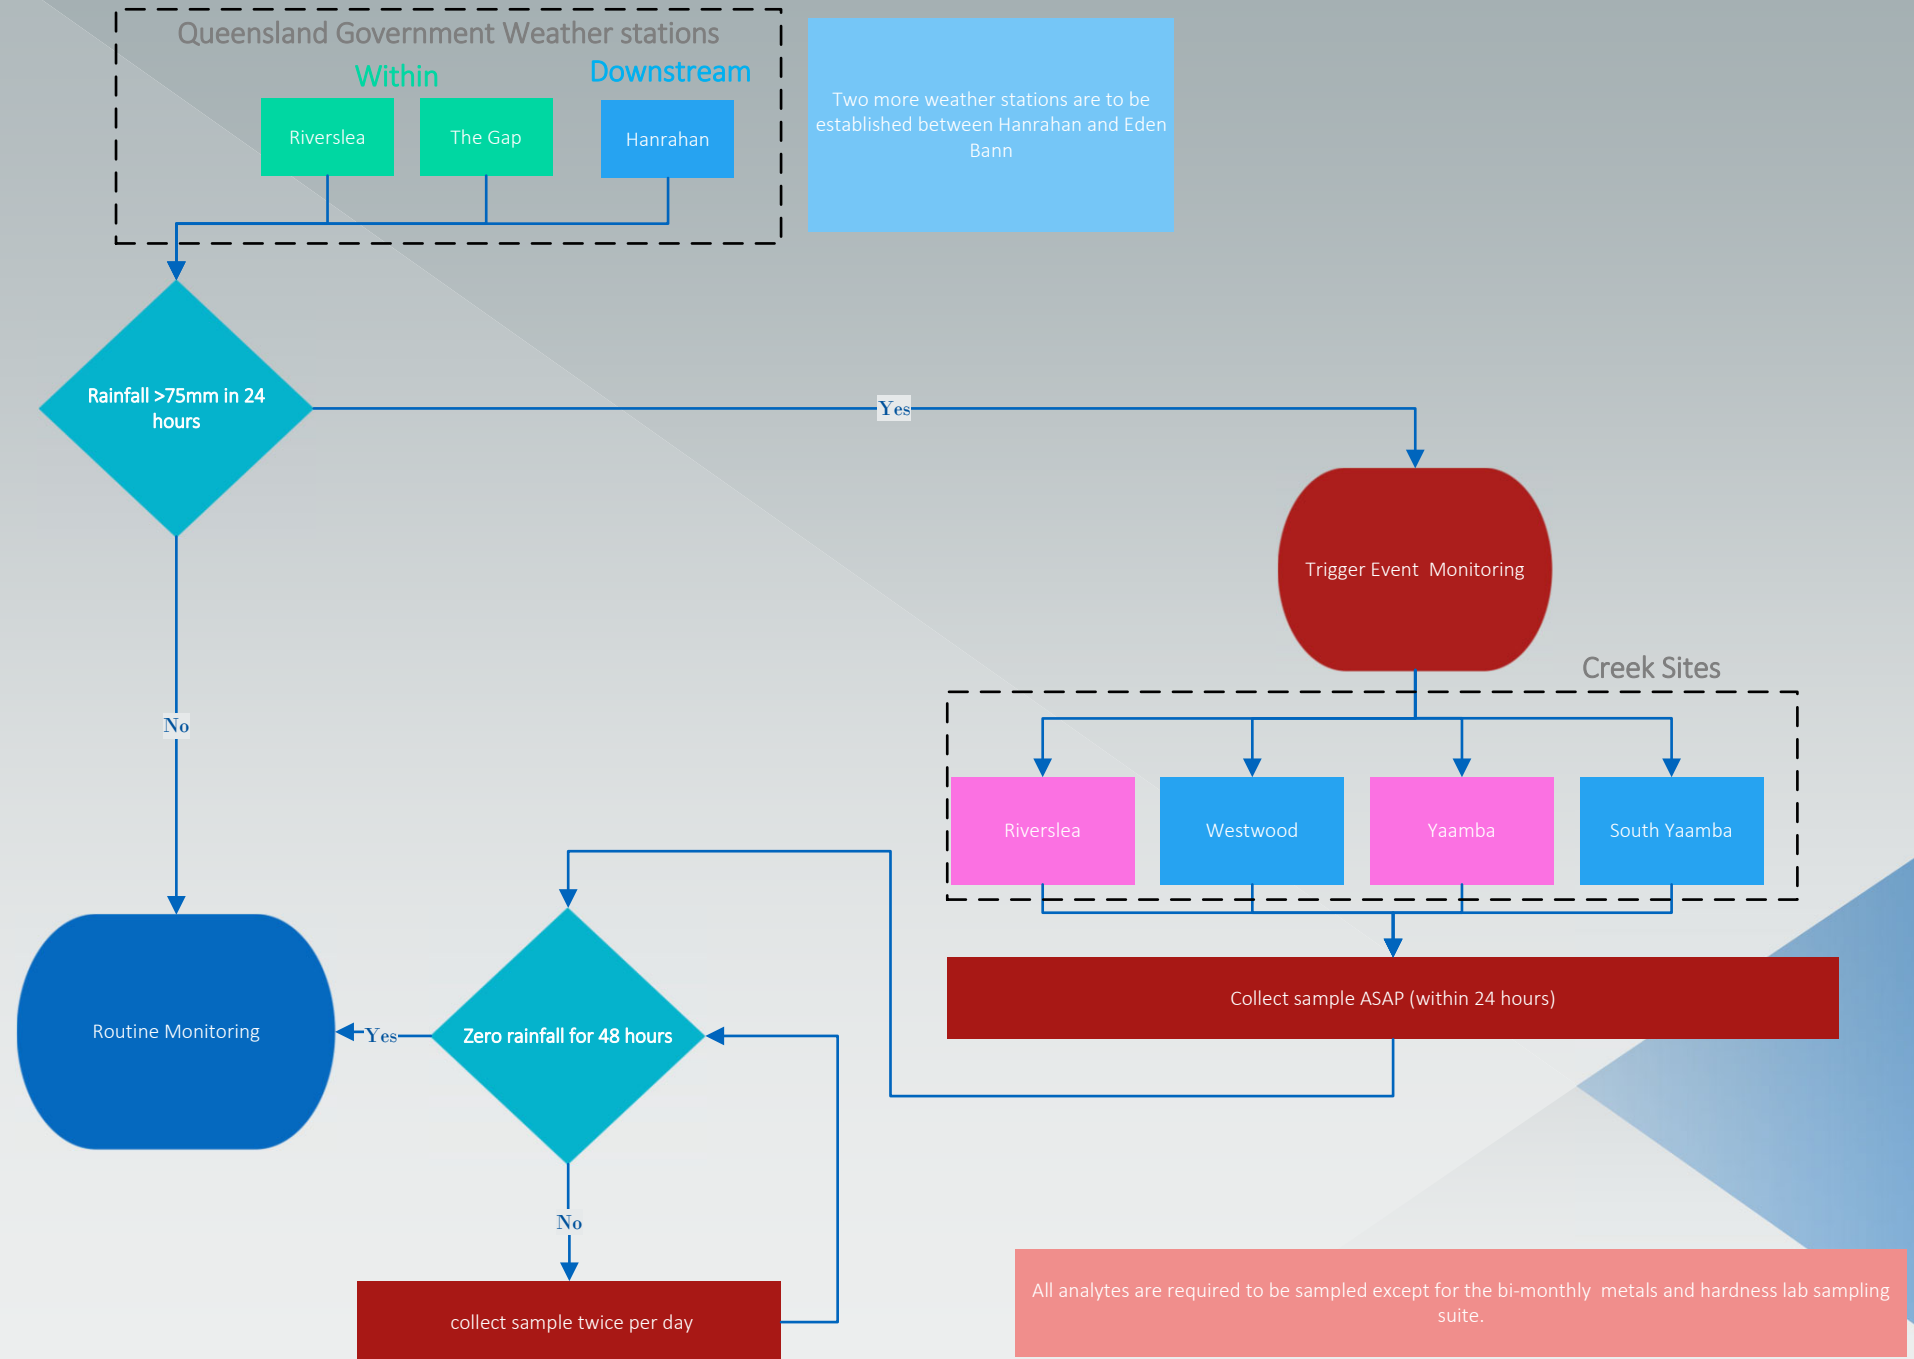 Queensland Government Weather stations
Within
Downstream
Riverslea
The Gap
Hanrahan
Two more weather stations are to be
established between Hanrahan and Eden
Bann
Rainfall >75mm in 24
hours
Yes
Trigger Event  Monitoring
Creek Sites
No
Riverslea
Westwood
Yaamba
South Yaamba
Collect sample ASAP (within 24 hours)
Routine Monitoring
Yes
Zero rainfall for 48 hours
No
collect sample twice per day
All analytes are required to be sampled except for the bi-monthly  metals and hardness lab sampling
suite.